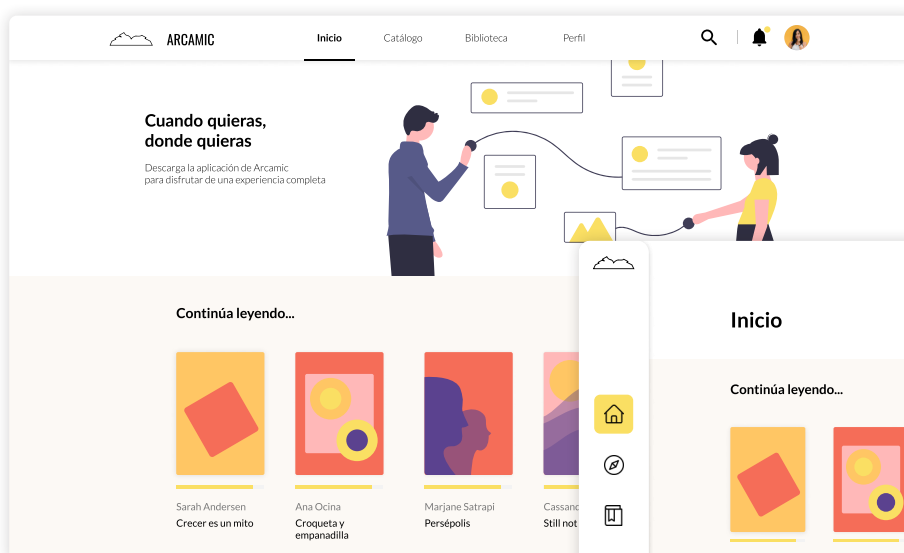 ARCAMIC
Inicio
Catálogo
Biblioteca
Perfil
Cuando quieras,
donde quieras
Descarga la aplicación de Arcamic
para disfrutar de una experiencia completa
Continúa leyendo...
Sarah Andersen
Crecer es un mito
Ana Ocina
Croqueta y
empanadilla
Marjane Satrapi
Persépolis
Still not
Inicio
Continúa leyendo...